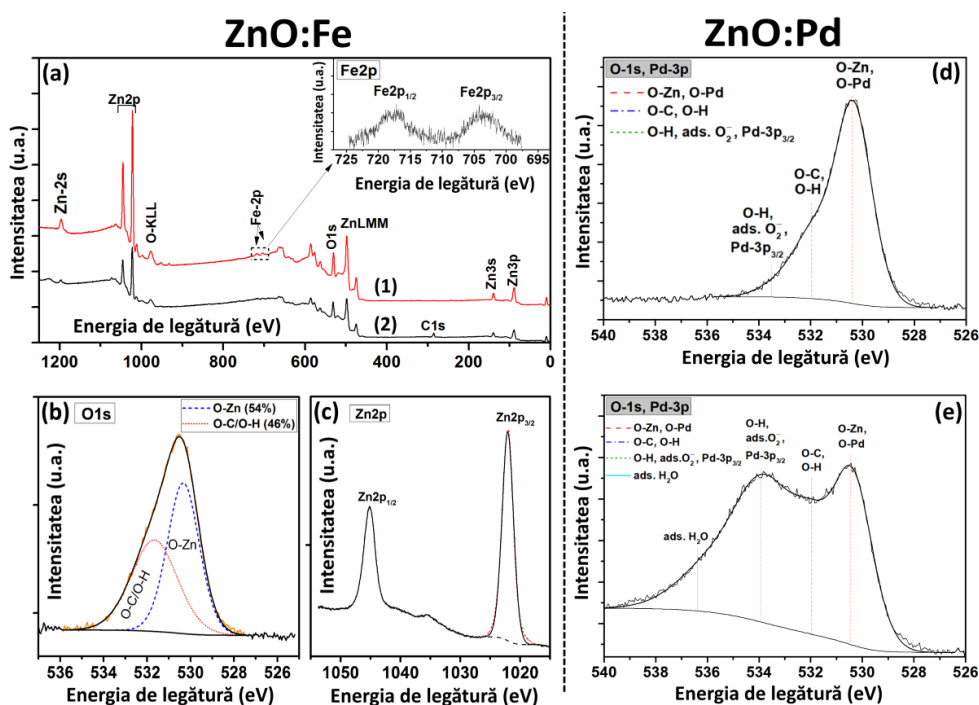 ZnO:Fe
ZnO:Pd
(a)
Zn2p
Zn-2s
O-KLL
Fe-2p
O1s
ZnLMM
Zn3s
Zn3p
C1s
(1)
(2)
Intensitatea (u.a.)
Energia de legătură (eV)
1200 1000 800 600 400 200 0
Fe2p
Fe2p1/2
Fe2p3/2
Intensitatea (u.a.)
725 717 709 704 700 695
Energia de legătură (eV)
(b)
O1s
O-Zn (54%)
O-C/O-H (46%)
O-Zn
O-C/O-H
Intensitatea (u.a.)
536 534 532 530 528 526
Energia de legătură (eV)
(c)
Zn2p
Zn2p3/2
Zn2p1/2
Intensitatea (u.a.)
1050 1040 1030 1020
Energia de legătură (eV)
(d)
O-1s, Pd-3p
O-Zn, O-Pd
O-C, O-H
O-H, ads. O2-, Pd-3p3/2
O-Zn,
O-Pd
O-C,
O-H
O-H,
ads. O2-,
Pd-3p3/2
Intensitatea (u.a.)
540 538 536 534 532 530 528 526
Energia de legătură (eV)
(e)
O-1s, Pd-3p
O-Zn, O-Pd
O-C, O-H
O-H, ads.O2-, Pd-3p3/2
ads. H2O
O-H,
ads.O2-,
Pd-3p3/2
O-C,
O-H
O-Zn,
O-Pd
ads. H2O
Intensitatea (u.a.)
540 538 536 534 532 530 528 526
Energia de legătură (eV)